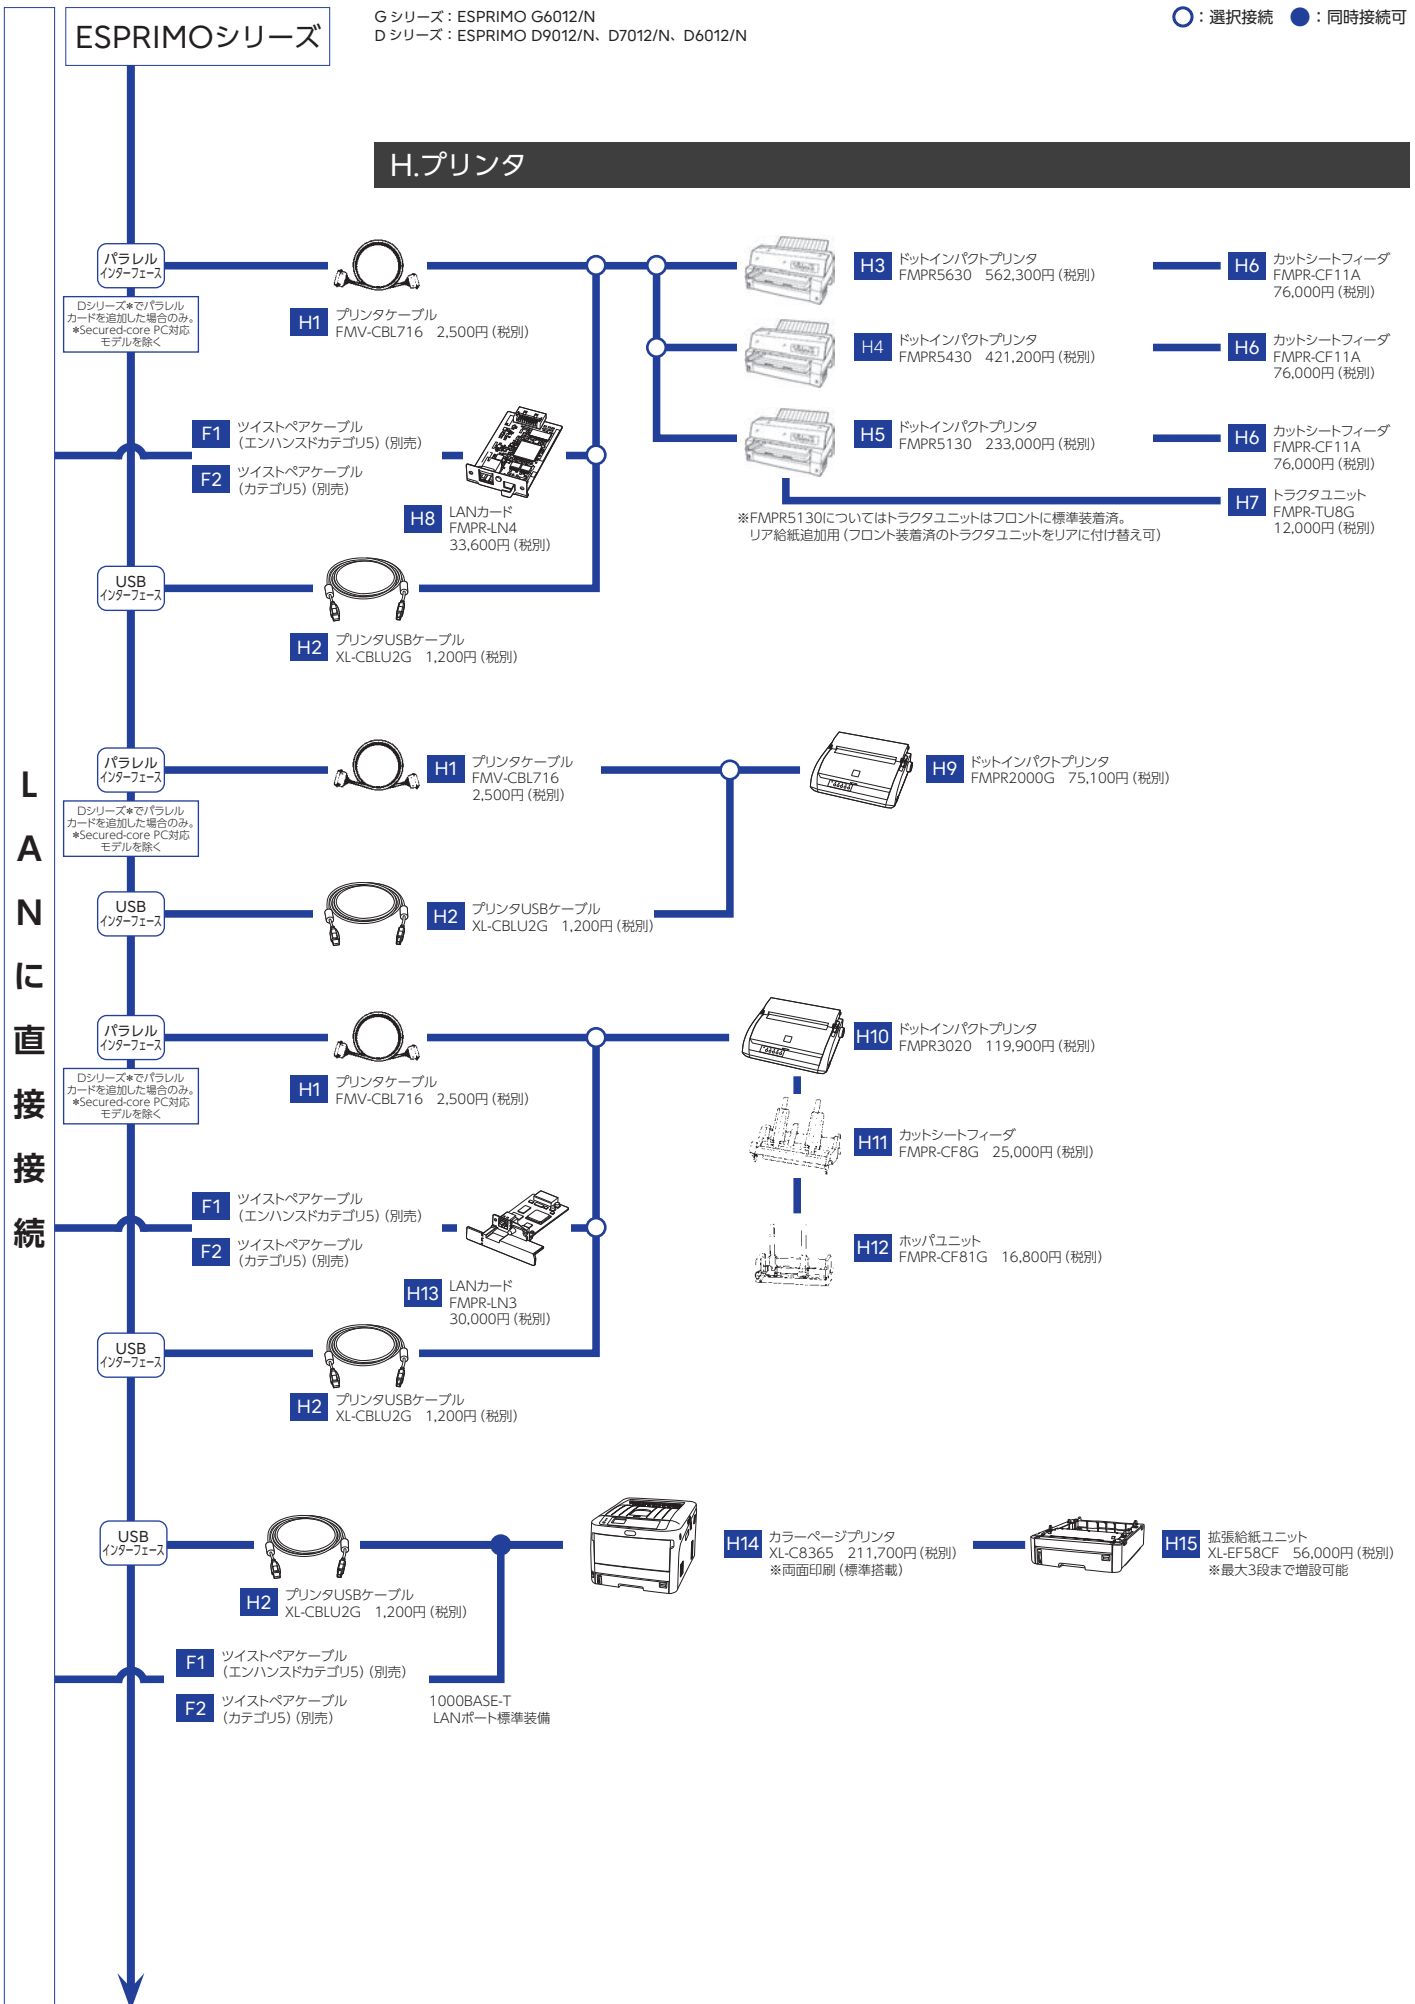 ESPRIMOシリーズ
G シリーズ：ESPRIMO G6012/N
D シリーズ：ESPRIMO D9012/N、D7012/N、D6012/N
○：選択接続　●：同時接続可
H.プリンタ
LANに直接接続
パラレル
インターフェース
Dシリーズ＊でパラレル
カードを追加した場合のみ。
＊Secured-core PC対応
モデルを除く
H1 プリンタケーブル
FMV-CBL716　2,500円（税別）
H3 ドットインパクトプリンタ
FMPR5630　562,300円（税別）
H6 カットシートフィーダ
FMPR-CF11A
76,000円（税別）
H4 ドットインパクトプリンタ
FMPR5430　421,200円（税別）
H6 カットシートフィーダ
FMPR-CF11A
76,000円（税別）
F1 ツイストペアケーブル
（エンハンスドカテゴリ5）（別売）
F2 ツイストペアケーブル
（カテゴリ5）（別売）
H8 LANカード
FMPR-LN4
33,600円（税別）
H5 ドットインパクトプリンタ
FMPR5130　233,000円（税別）
H6 カットシートフィーダ
FMPR-CF11A
76,000円（税別）
H7 トラクタユニット
FMPR-TU8G
12,000円（税別）
※FMPR5130についてはトラクタユニットはフロントに標準装着済。
リア給紙追加用（フロント装着済のトラクタユニットをリアに付け替え可）
USB
インターフェース
H2 プリンタUSBケーブル
XL-CBLU2G　1,200円（税別）
パラレル
インターフェース
Dシリーズ＊でパラレル
カードを追加した場合のみ。
＊Secured-core PC対応
モデルを除く
H1 プリンタケーブル
FMV-CBL716
2,500円（税別）
H9 ドットインパクトプリンタ
FMPR2000G　75,100円（税別）
USB
インターフェース
H2 プリンタUSBケーブル
XL-CBLU2G　1,200円（税別）
パラレル
インターフェース
Dシリーズ＊でパラレル
カードを追加した場合のみ。
＊Secured-core PC対応
モデルを除く
H1 プリンタケーブル
FMV-CBL716　2,500円（税別）
H10 ドットインパクトプリンタ
FMPR3020　119,900円（税別）
H11 カットシートフィーダ
FMPR-CF8G　25,000円（税別）
F1 ツイストペアケーブル
（エンハンスドカテゴリ5）（別売）
F2 ツイストペアケーブル
（カテゴリ5）（別売）
H13 LANカード
FMPR-LN3
30,000円（税別）
H12 ホッパユニット
FMPR-CF81G　16,800円（税別）
USB
インターフェース
H2 プリンタUSBケーブル
XL-CBLU2G　1,200円（税別）
USB
インターフェース
H2 プリンタUSBケーブル
XL-CBLU2G　1,200円（税別）
H14 カラーページプリンタ
XL-C8365　211,700円（税別）
※両面印刷（標準搭載）
H15 拡張給紙ユニット
XL-EF58CF　56,000円（税別）
※最大3段まで増設可能
F1 ツイストペアケーブル
（エンハンスドカテゴリ5）（別売）
F2 ツイストペアケーブル
（カテゴリ5）（別売）
1000BASE-T
LANポート標準装備